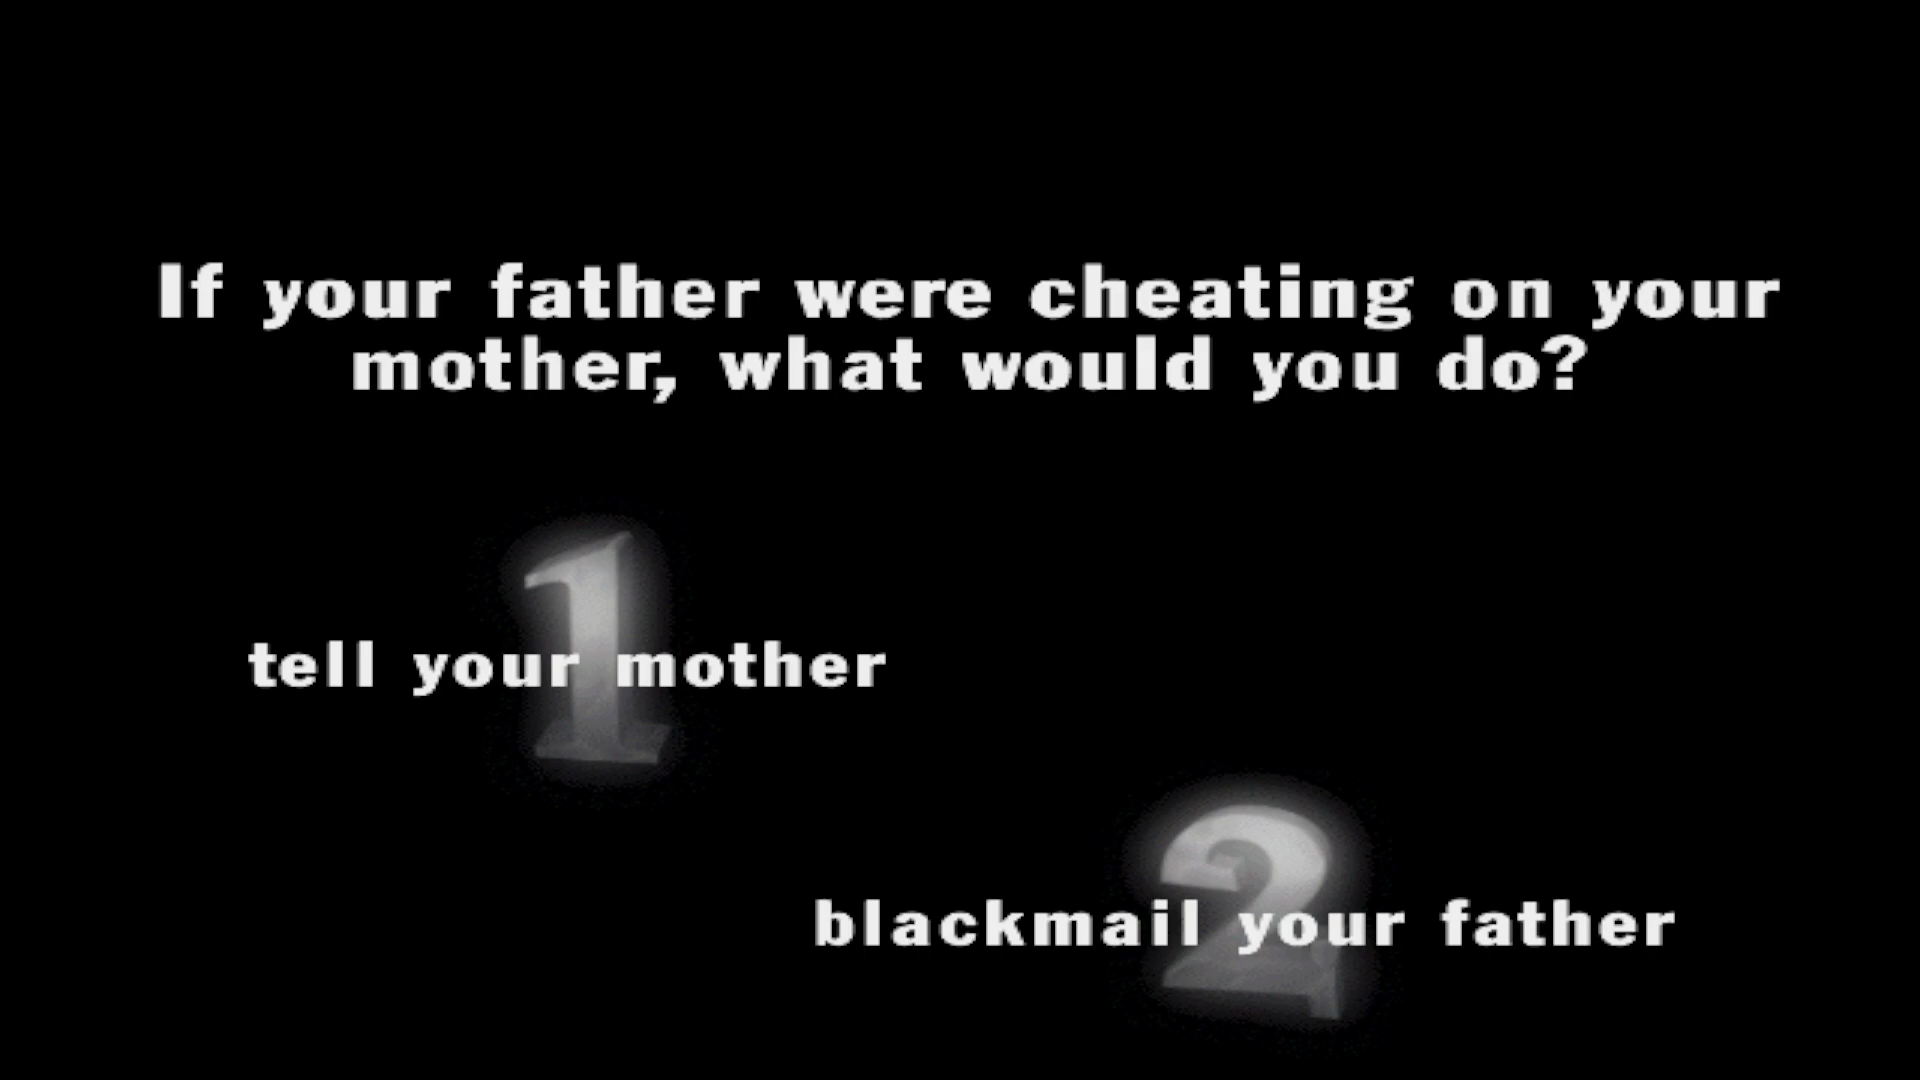 If your father were cheating on your
mother, what would you do?
1
tell your mother
2
blackmail your father